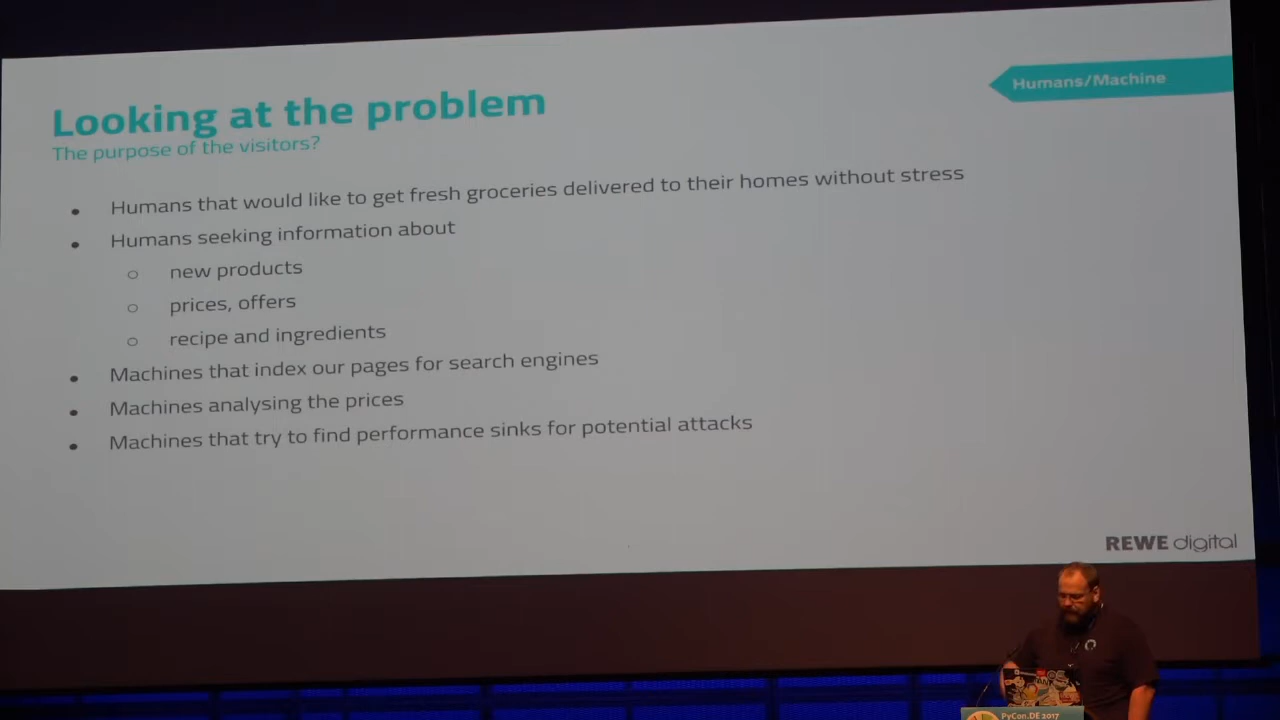 Humans/Machine
Looking at the problem
The purpose of the visitors?
Humans that would like to get fresh groceries delivered to their homes without stress
Humans seeking information about
new products
prices, offers
recipe and ingredients
Machines that index our pages for search engines
Machines analysing the prices
Machines that try to find performance sinks for potential attacks
REWE digital
PyCon.DE 2017